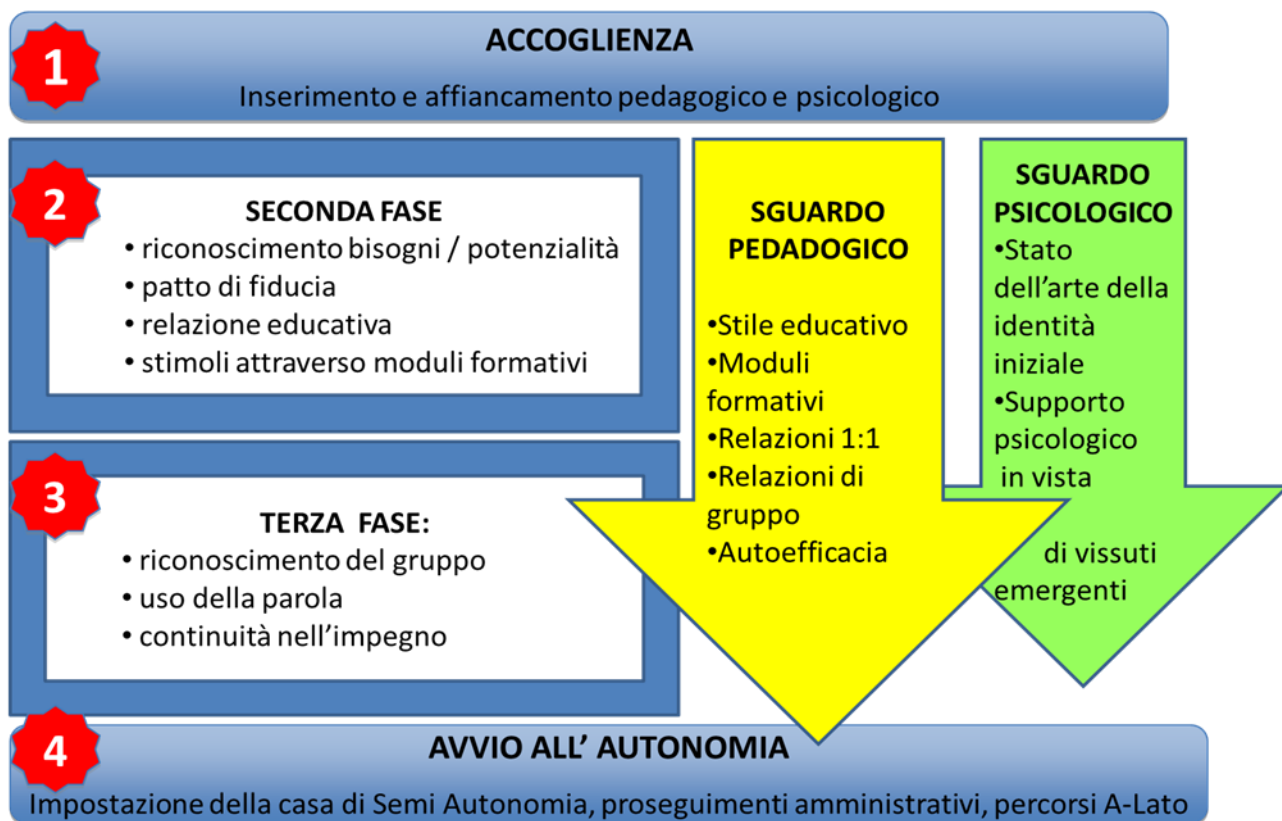 1
ACCOGLIENZA
Inserimento e affiancamento pedagogico e psicologico
2
SECONDA FASE
• riconoscimento bisogni / potenzialità
• patto di fiducia
• relazione educativa
• stimoli attraverso moduli formativi
3
TERZA FASE:
• riconoscimento del gruppo
• uso della parola
• continuità nell'impegno
SGUARDO
PEDADOGICO
•Stile educativo
•Moduli
formativi
•Relazioni 1:1
•Relazioni di
gruppo
•Autoefficacia
SGUARDO
PSICOLOGICO
•Stato
dell'arte della
identità
iniziale
•Supporto
psicologico
in vista
di vissuti
emergenti
4
AVVIO ALL' AUTONOMIA
Impostazione della casa di Semi Autonomia, proseguimenti amministrativi, percorsi A-Lato